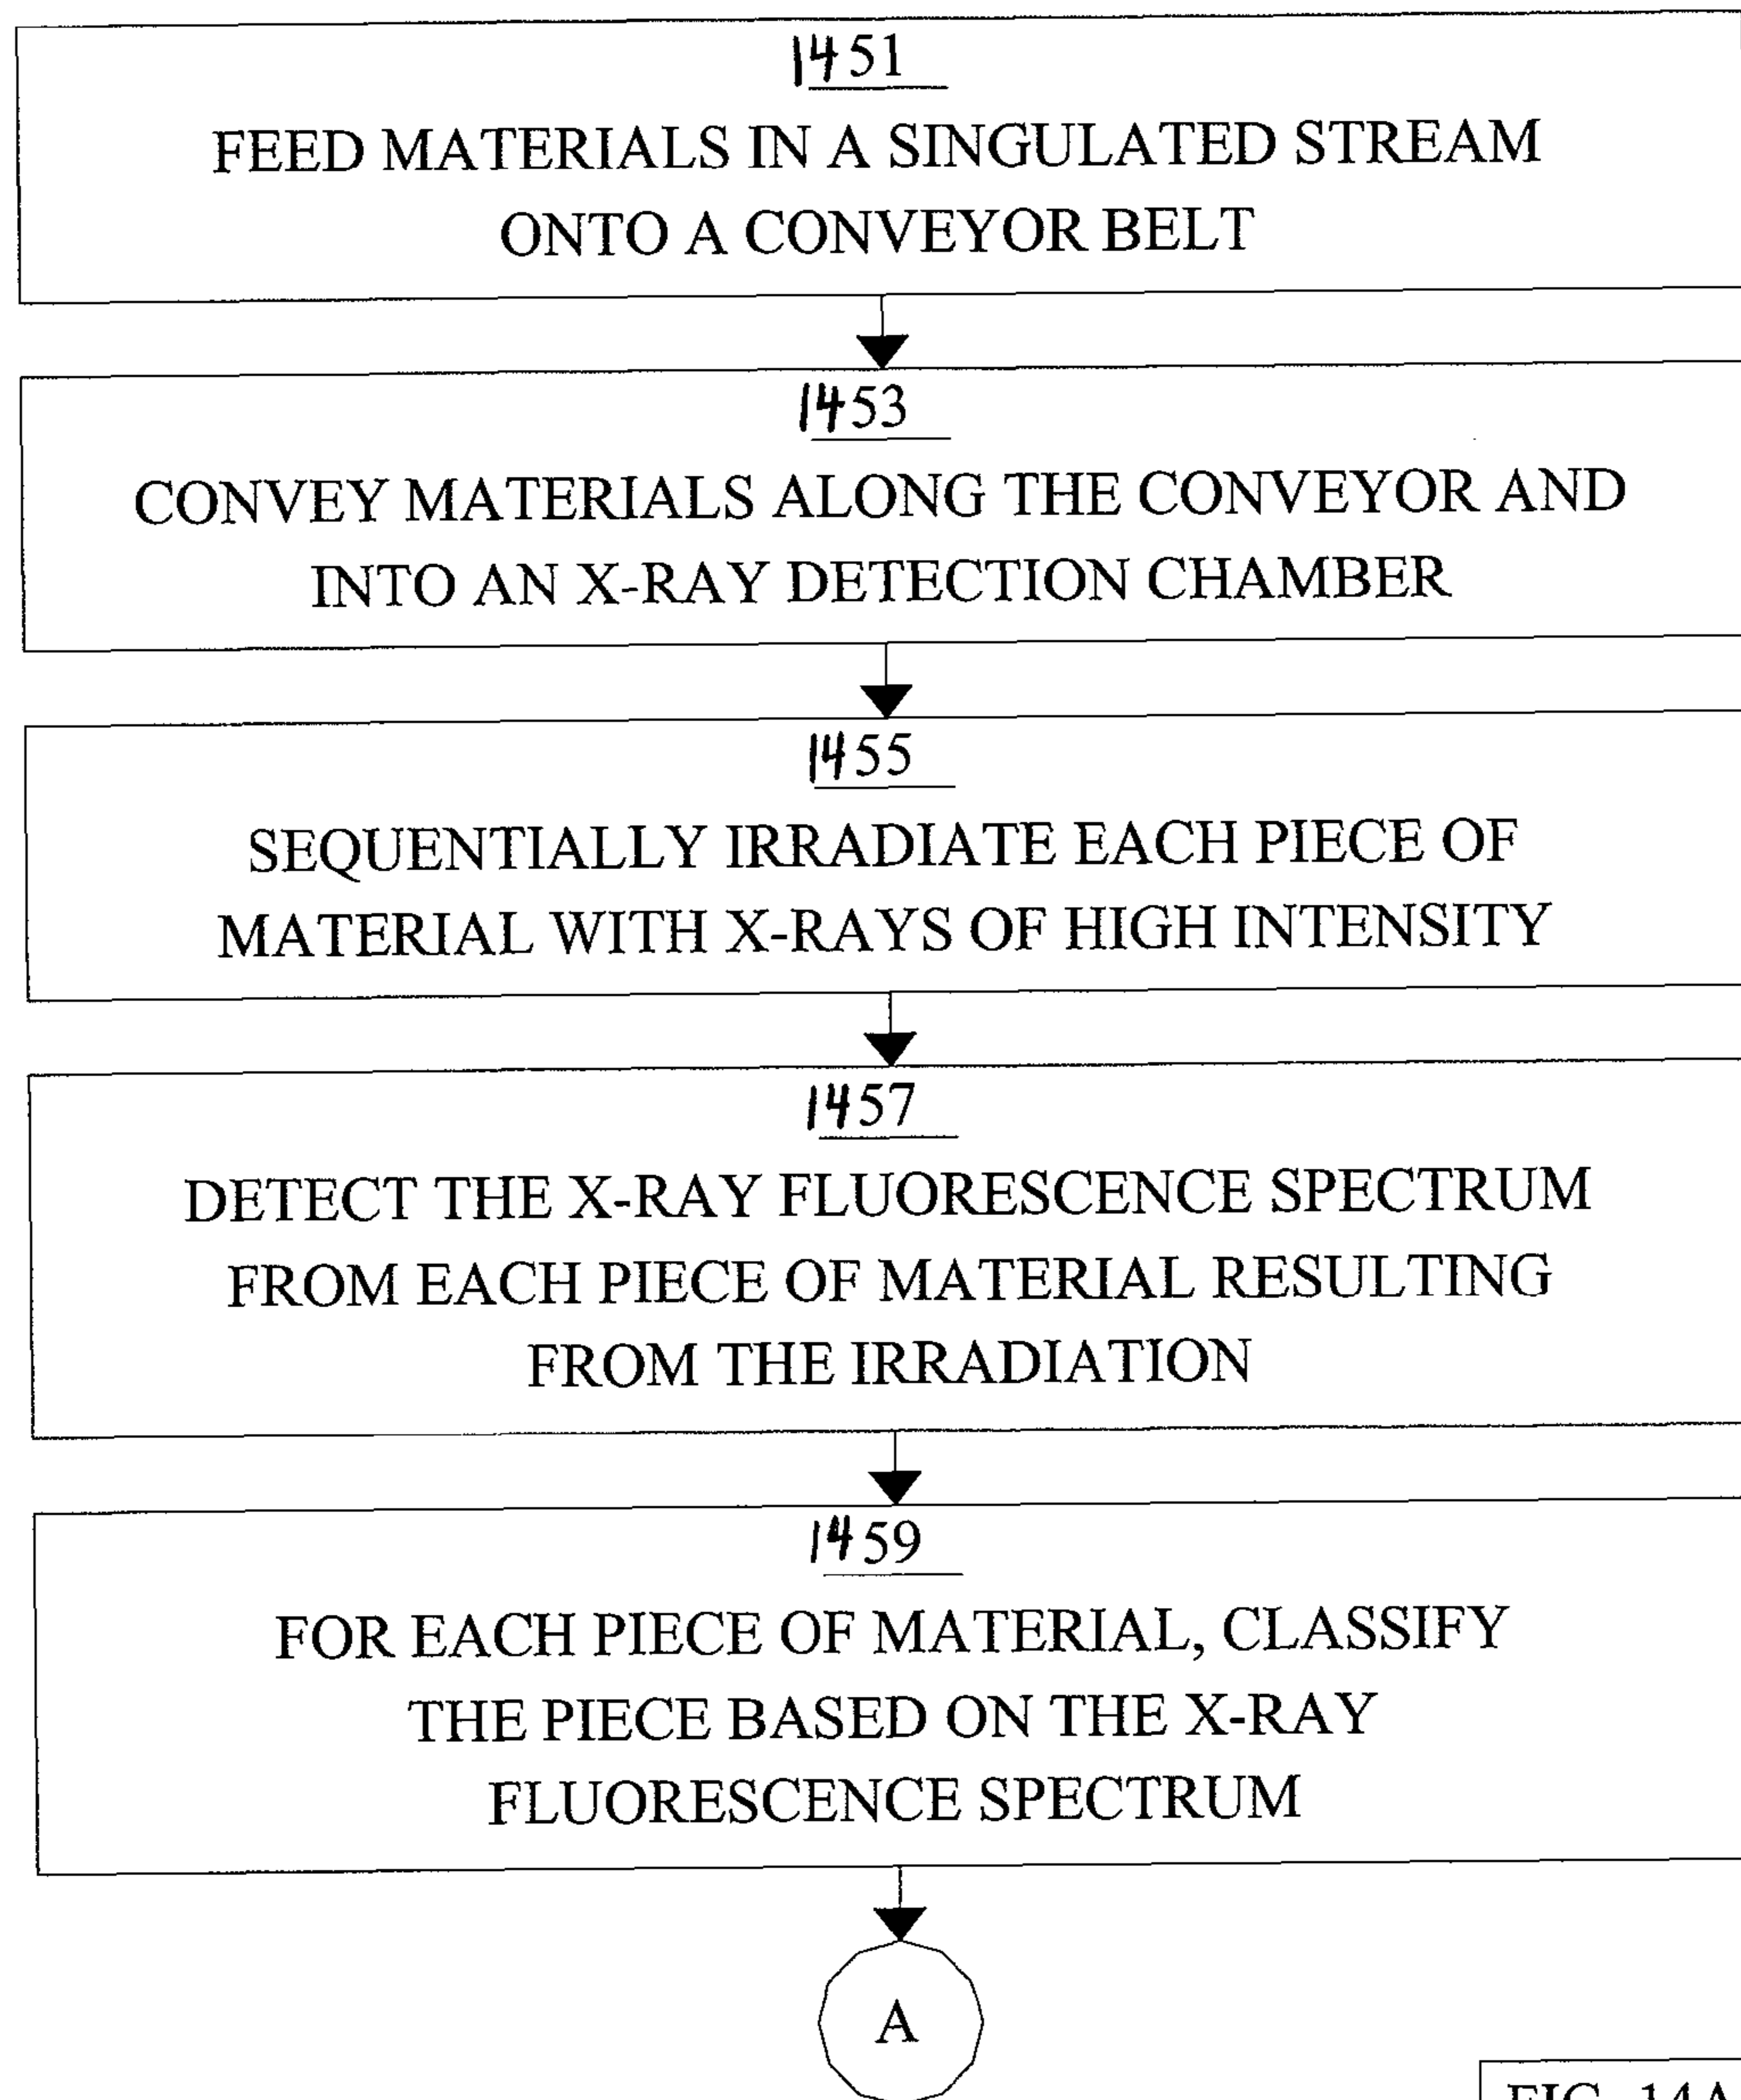 1451
FEED MATERIALS IN A SINGULATED STREAM
ONTO A CONVEYOR BELT
1453
CONVEY MATERIALS ALONG THE CONVEYOR AND
INTO AN X-RAY DETECTION CHAMBER
1455
SEQUENTIALLY IRRADIATE EACH PIECE OF
MATERIAL WITH X-RAYS OF HIGH INTENSITY
1457
DETECT THE X-RAY FLUORESCENCE SPECTRUM
FROM EACH PIECE OF MATERIAL RESULTING
FROM THE IRRADIATION
1459
FOR EACH PIECE OF MATERIAL, CLASSIFY
THE PIECE BASED ON THE X-RAY
FLUORESCENCE SPECTRUM
A
FIG. 14A